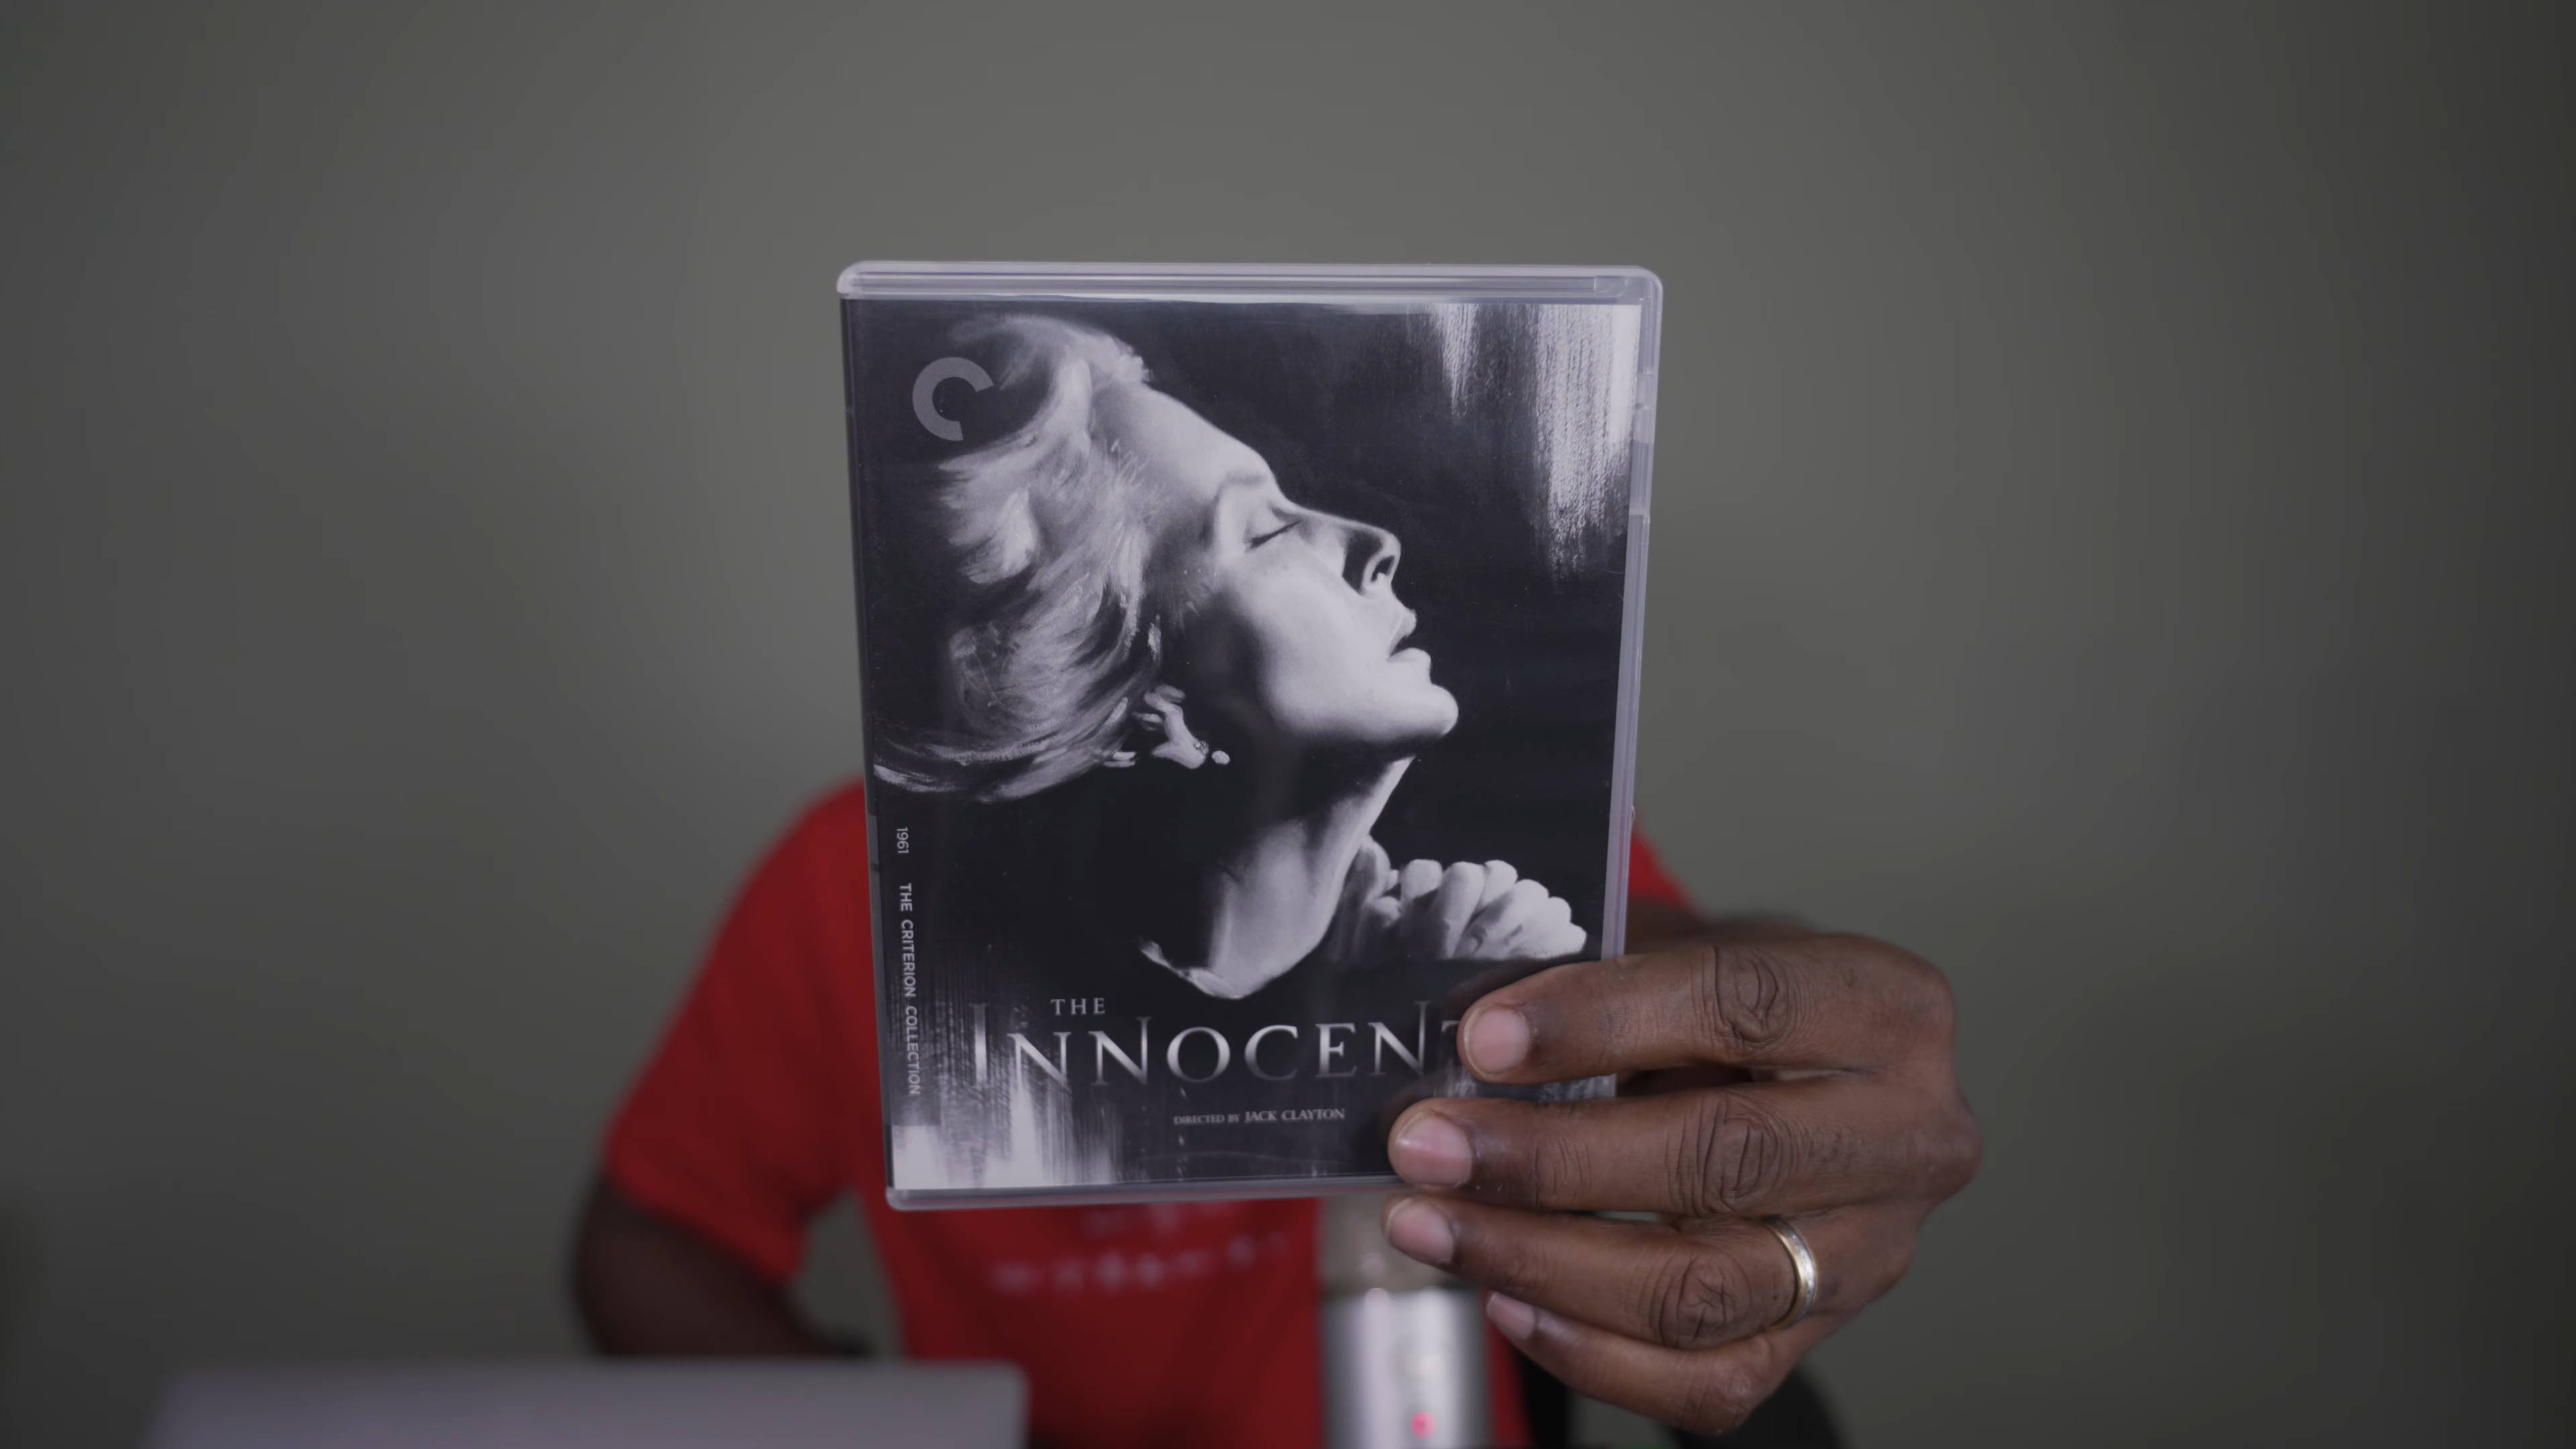 1961 THE CRITERION COLLECTION
THE
INNOCENT
DIRECTED BY JACK CLAYTON